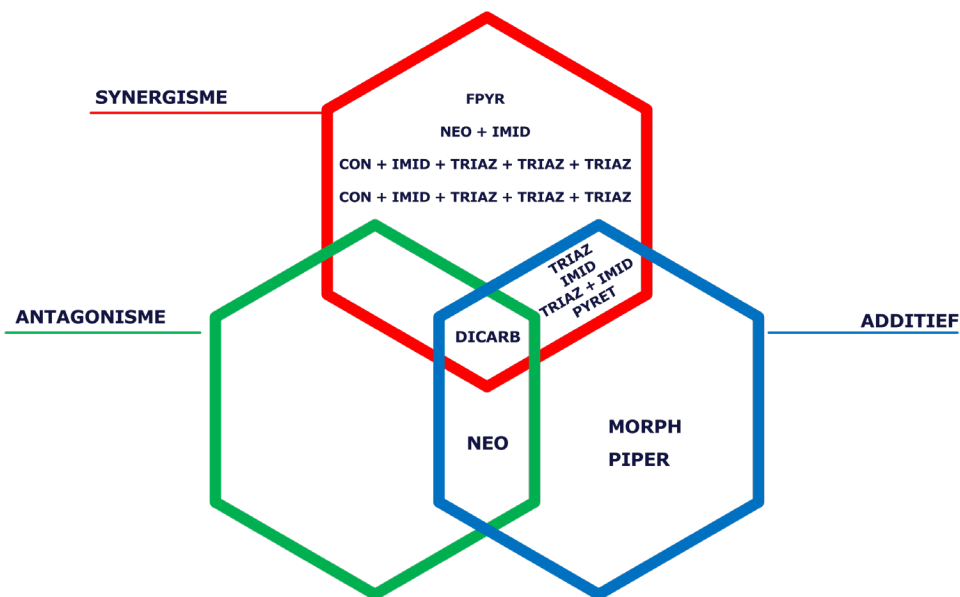 SYNERGISME
FPYR
NEO + IMID
CON + IMID + TRIAZ + TRIAZ + TRIAZ
CON + IMID + TRIAZ + TRIAZ + TRIAZ
TRIAZ
IMID
TRIAZ + IMID
PYRET
ANTAGONISME
DICARB
ADDITIEF
NEO
MORPH
PIPER